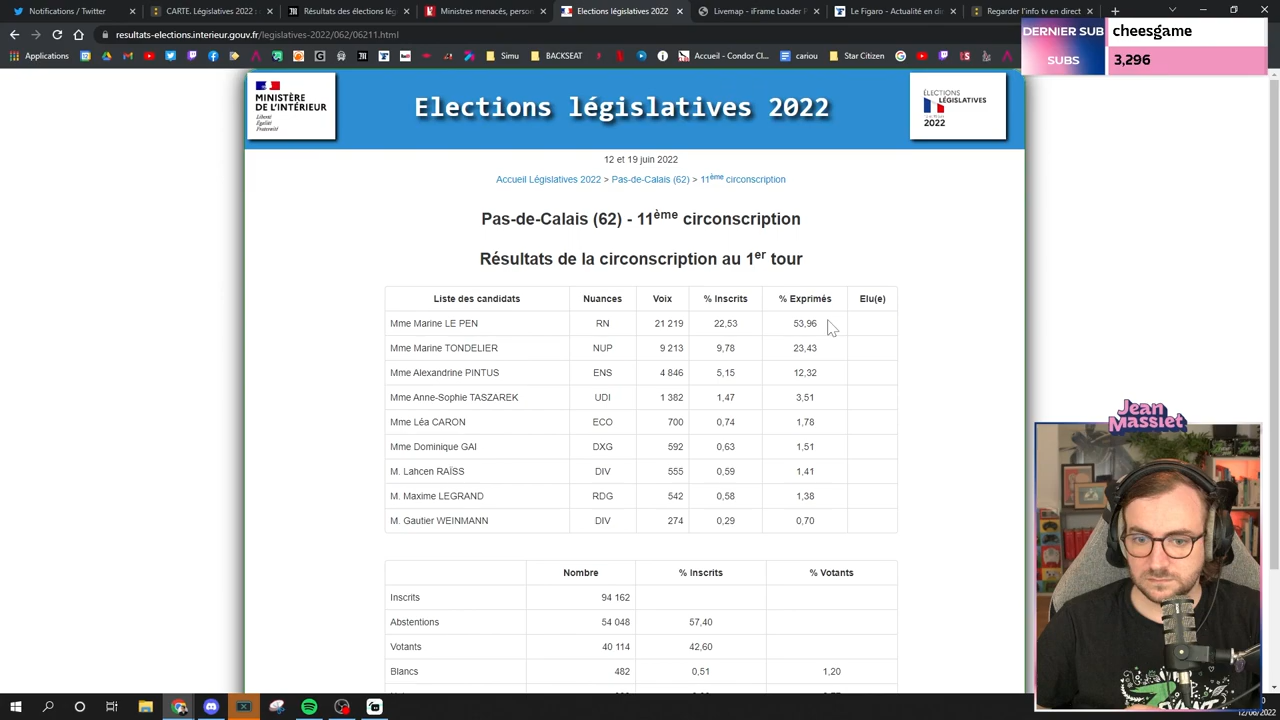 Notifications / Twitter
CARTE. Législatives 2022 :
Résultats des élections lég
Ministres menacés, person
Elections législatives 2022
Livemap - iFrame Loader P
Le Figaro - Actualité en di
Regionalni tv
resultats-elections.interieur.gouv.fr/legislatives-2022/062/06211.html
Applications
Simu
BACKSEAT
Accueil - Condor Cl...
cariou
Star Citizen
DERNIER SUB
cheesgame
SUBS
3,296
MINISTÈRE
DE L'INTÉRIEUR
Liberté
Égalité
Fraternité
Elections législatives 2022
ÉLECTIONS
LÉGISLATIVES
2022
12 et 19 juin 2022
Accueil Législatives 2022 > Pas-de-Calais (62) > 11ème circonscription
Pas-de-Calais (62) - 11ème circonscription
Résultats de la circonscription au 1er tour
Liste des candidats Nuances Voix % Inscrits % Exprimés Elu(e)
Mme Marine LE PEN RN 21 219 22,53 53,96
Mme Marine TONDELIER NUP 9 213 9,78 23,43
Mme Alexandrine PINTUS ENS 4 846 5,15 12,32
Mme Anne-Sophie TASZAREK UDI 1 382 1,47 3,51
Mme Léa CARON ECO 700 0,74 1,78
Mme Dominique GAI DXG 592 0,63 1,51
M. Lahcen RAÏSS DIV 555 0,59 1,41
M. Maxime LEGRAND RDG 542 0,58 1,38
M. Gautier WEINMANN DIV 274 0,29 0,70
Nombre % Inscrits % Votants
Inscrits 94 162
Abstentions 54 048 57,40
Votants 40 114 42,60
Blancs 482 0,51 1,20
Jean
Massiet
12/06/2022